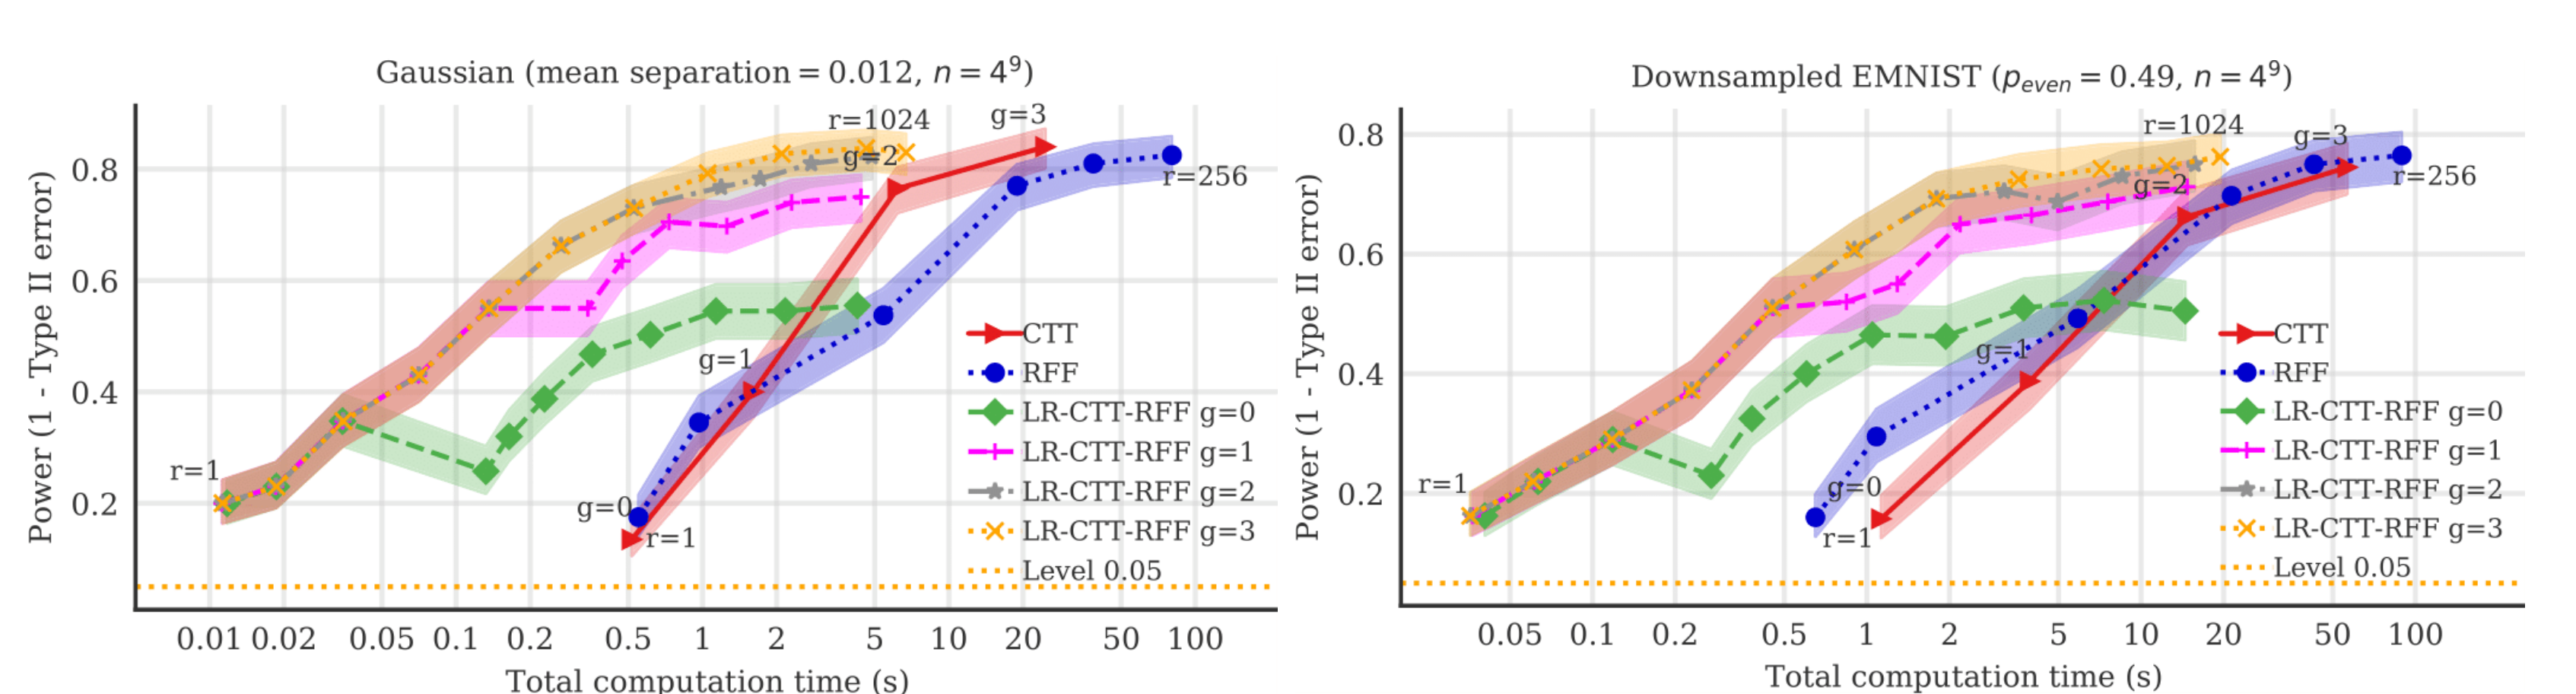 Gaussian (mean separation = 0.012, n = 4⁹)
Power (1 - Type II error)
0.8
0.6
0.4
0.2
r=1
g=0
r=1
g=1
g=2
r=1024
g=3
r=256
CTT
RFF
LR-CTT-RFF g=0
LR-CTT-RFF g=1
LR-CTT-RFF g=2
LR-CTT-RFF g=3
Level 0.05
0.01 0.02 0.05 0.1 0.2 0.5 1 2 5 10 20 50 100
Total computation time (s)
Downsampled EMNIST (p_even = 0.49, n = 4⁹)
Power (1 - Type II error)
0.8
0.6
0.4
0.2
r=1
g=0
r=1
g=1
g=2
r=1024
g=3
r=256
CTT
RFF
LR-CTT-RFF g=0
LR-CTT-RFF g=1
LR-CTT-RFF g=2
LR-CTT-RFF g=3
Level 0.05
0.05 0.1 0.2 0.5 1 2 5 10 20 50 100
Total computation time (s)